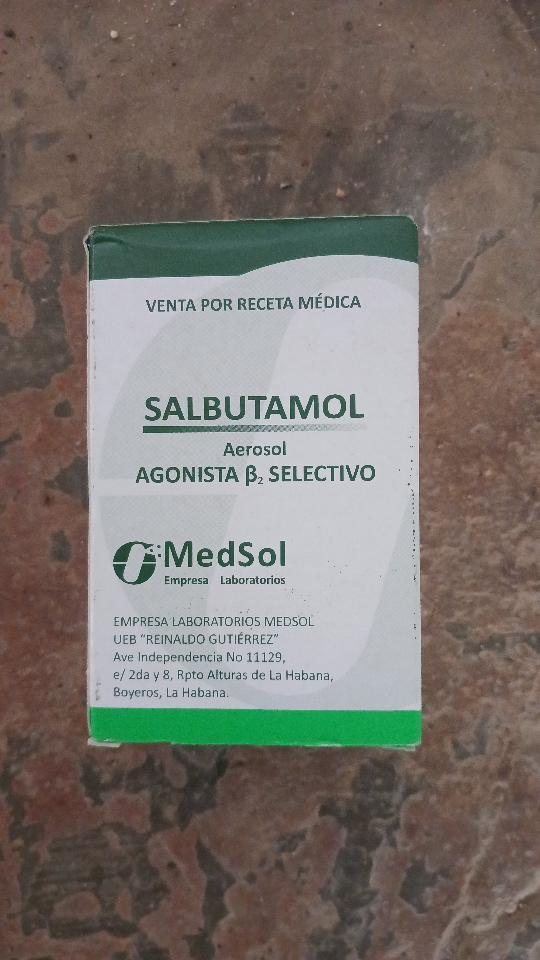 VENTA POR RECETA MÉDICA
SALBUTAMOL
Aerosol
AGONISTA β₂ SELECTIVO
MedSol
Empresa Laboratorios
EMPRESA LABORATORIOS MEDSOL
UEB "REINALDO GUTIÉRREZ"
Ave Independencia No 11129,
e/ 2da y 8, Rpto Alturas de La Habana,
Boyeros, La Habana.